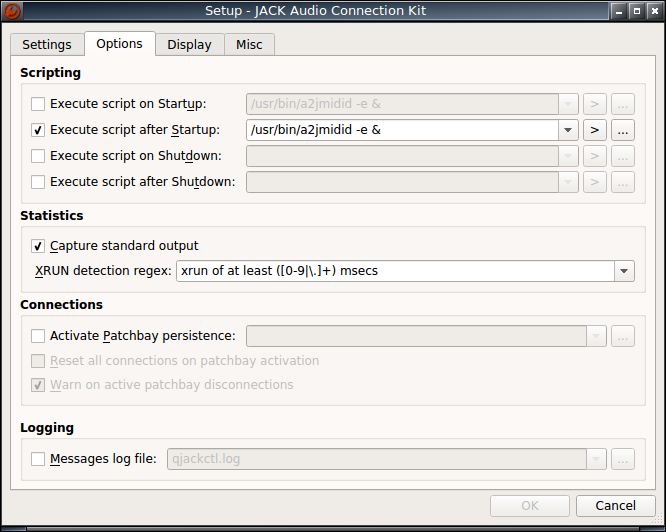 Setup - JACK Audio Connection Kit
Settings Options Display Misc
Scripting
Execute script on Startup: /usr/bin/a2jmidid -e & > ...
Execute script after Startup: /usr/bin/a2jmidid -e & > ...
Execute script on Shutdown: > ...
Execute script after Shutdown: > ...
Statistics
Capture standard output
XRUN detection regex: xrun of at least ([0-9|\.]+) msecs
Connections
Activate Patchbay persistence: ...
Reset all connections on patchbay activation
Warn on active patchbay disconnections
Logging
Messages log file: qjackctl.log ...
OK Cancel